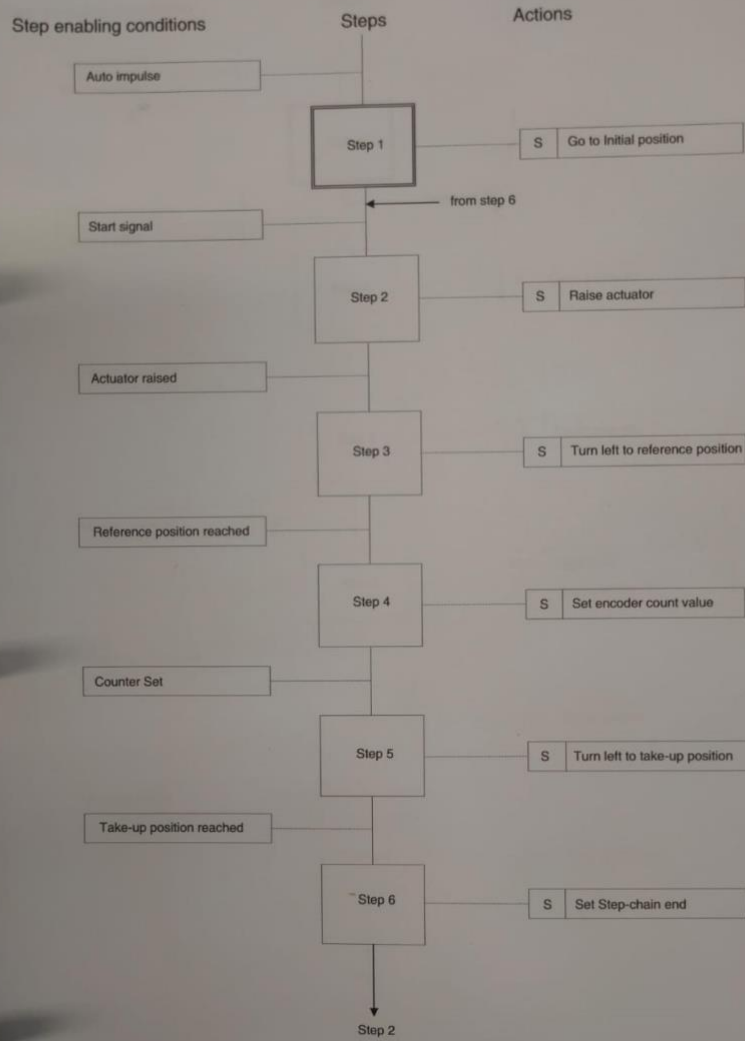 Step enabling conditions
Steps
Actions
Auto impulse
Step 1
S
Go to Initial position
from step 6
Start signal
Step 2
S
Raise actuator
Actuator raised
Step 3
S
Turn left to reference position
Reference position reached
Step 4
S
Set encoder count value
Counter Set
Step 5
S
Turn left to take-up position
Take-up position reached
Step 6
S
Set Step-chain end
Step 2